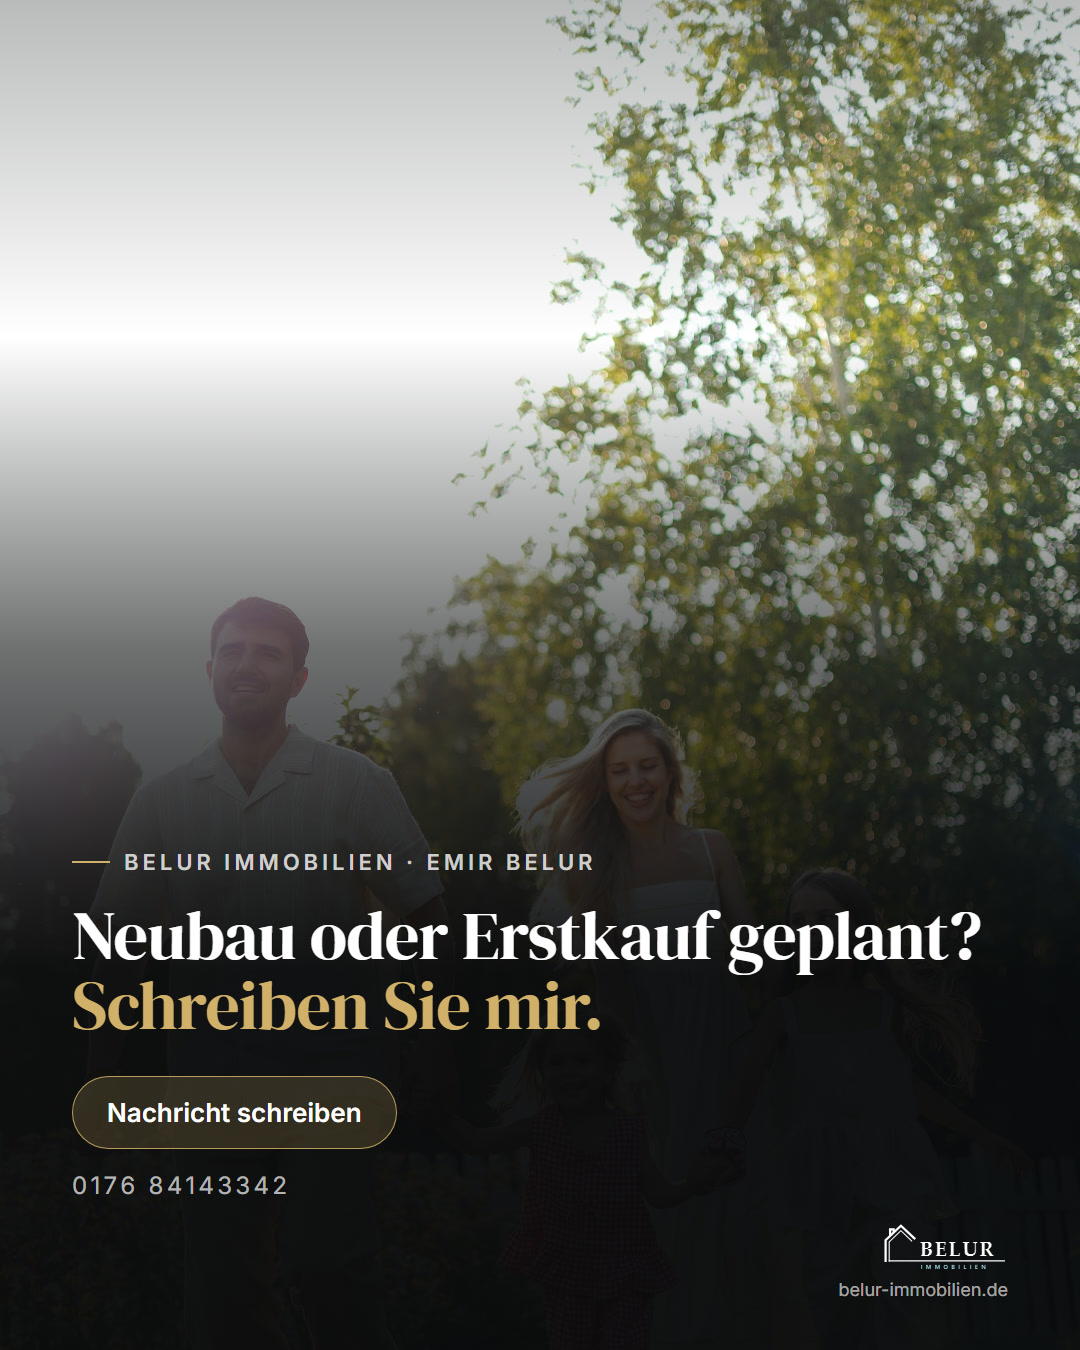 BELUR IMMOBILIEN · EMIR BELUR
Neubau oder Erstkauf geplant?
Schreiben Sie mir.
Nachricht schreiben
0176 84143342
BELUR
IMMOBILIEN
belur-immobilien.de